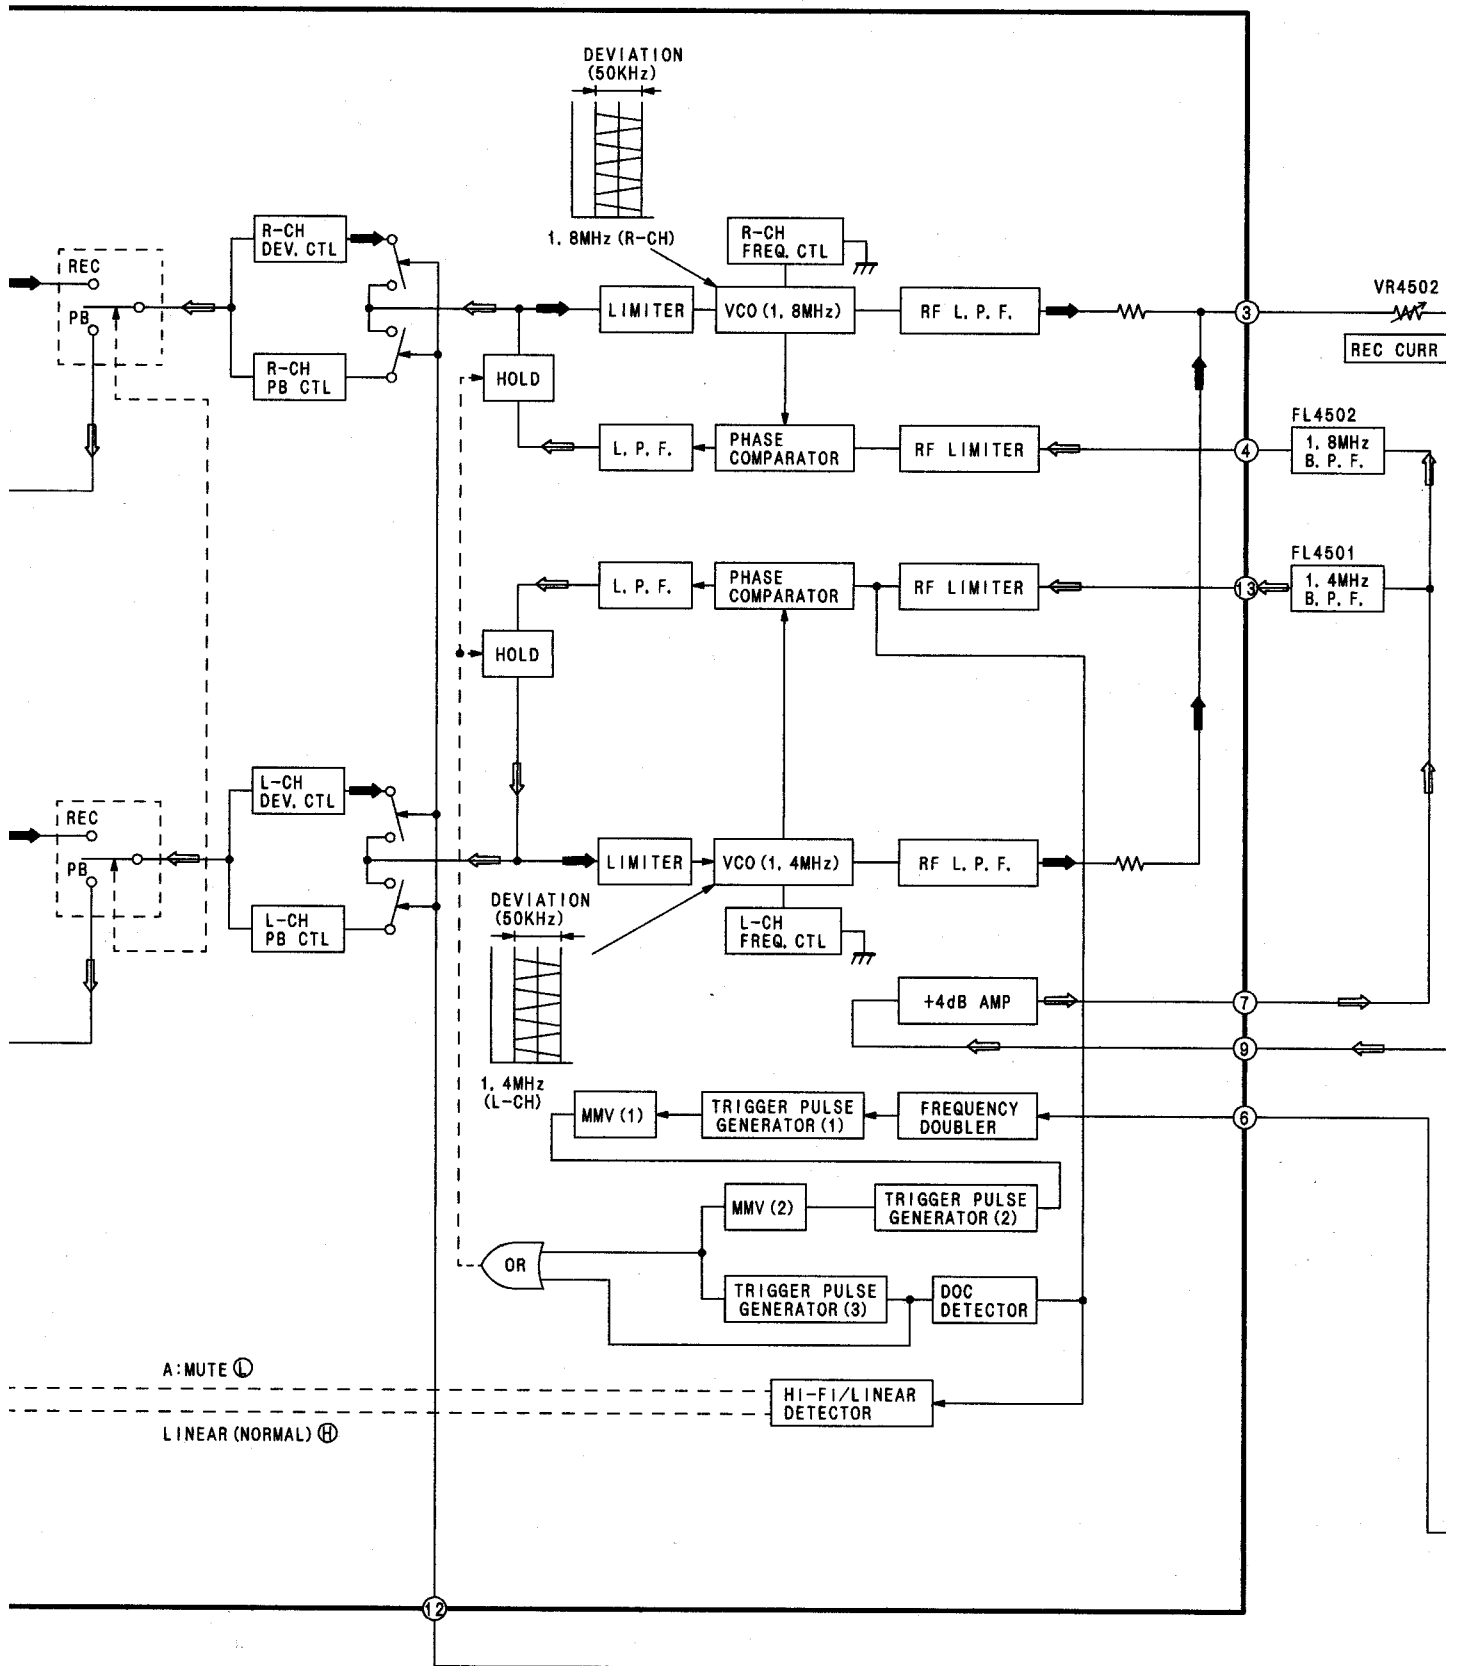 DEVIATION
(50KHz)
1.8MHz (R-CH)
R-CH
DEV. CTL
R-CH
FREQ. CTL
REC
PB
LIMITER
VCO (1.8MHz)
RF L. P. F.
3
VR4502
REC CURR
R-CH
PB CTL
HOLD
L. P. F.
PHASE
COMPARATOR
RF LIMITER
4
FL4502
1.8MHz
B. P. F.
FL4501
1.4MHz
B. P. F.
L. P. F.
PHASE
COMPARATOR
RF LIMITER
13
HOLD
L-CH
DEV. CTL
REC
PB
LIMITER
VCO (1.4MHz)
RF L. P. F.
L-CH
PB CTL
DEVIATION
(50KHz)
L-CH
FREQ. CTL
1.4MHz
(L-CH)
+4dB AMP
7
9
MMV (1)
TRIGGER PULSE
GENERATOR (1)
FREQUENCY
DOUBLER
6
MMV (2)
TRIGGER PULSE
GENERATOR (2)
OR
TRIGGER PULSE
GENERATOR (3)
DOC
DETECTOR
A:MUTE Ⓛ
HI-FI/LINEAR
DETECTOR
LINEAR (NORMAL) Ⓗ
12